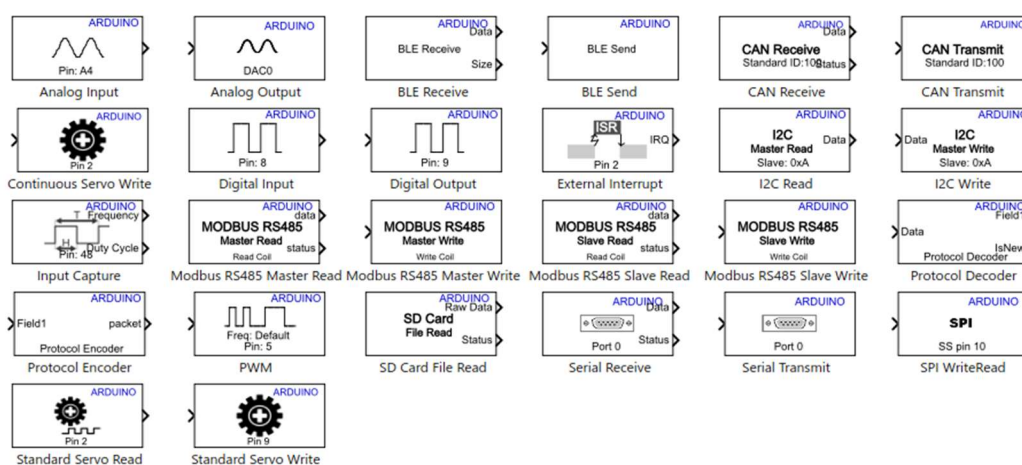 ARDUINO
Pin: A4
Analog Input
ARDUINO
DAC0
Analog Output
ARDUINO
Data
BLE Receive
Size
BLE Receive
ARDUINO
BLE Send
BLE Send
ARDUINO
Data
CAN Receive
Standard ID:100
Status
CAN Receive
ARDUINO
CAN Transmit
Standard ID:100
CAN Transmit
ARDUINO
Pin 2
Continuous Servo Write
ARDUINO
Pin: 8
Digital Input
ARDUINO
Pin: 9
Digital Output
ARDUINO
ISR
IRQ
Pin 2
External Interrupt
ARDUINO
I2C
Master Read
Data
Slave: 0xA
I2C Read
ARDUINO
Data
I2C
Master Write
Slave: 0xA
I2C Write
ARDUINO
T
Frequency
H
Duty Cycle
Pin: 48
Input Capture
ARDUINO
data
MODBUS RS485
Master Read
status
Read Coil
Modbus RS485 Master Read
ARDUINO
MODBUS RS485
Master Write
Write Coil
Modbus RS485 Master Write
ARDUINO
data
MODBUS RS485
Slave Read
status
Read Coil
Modbus RS485 Slave Read
ARDUINO
MODBUS RS485
Slave Write
Write Coil
Modbus RS485 Slave Write
ARDUINO
Field1
Data
IsNew
Protocol Decoder
Protocol Decoder
ARDUINO
Field1
packet
Protocol Encoder
Protocol Encoder
ARDUINO
Freq: Default
Pin: 5
PWM
ARDUINO
Raw Data
SD Card
File Read
Status
SD Card File Read
ARDUINO
Data
Port 0
Status
Serial Receive
ARDUINO
Port 0
Serial Transmit
ARDUINO
SPI
SS pin 10
SPI WriteRead
ARDUINO
Pin 2
Standard Servo Read
ARDUINO
Pin 9
Standard Servo Write